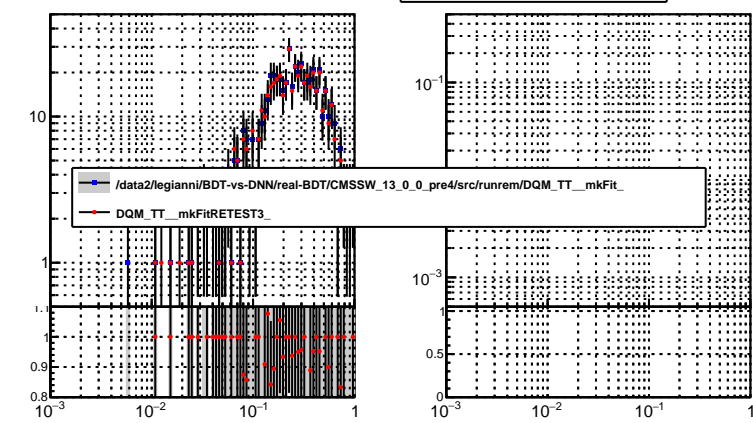 10
10⁻¹
/data2/legianni/BDT-vs-DNN/real-BDT/CMSSW_13_0_0_pre4/src/runrem/DQM_TT__mkFit_
DQM_TT__mkFitRETEST3_
1
10⁻³
1.1
1
1
0.9
0.5
0.8
0
10⁻³ 10⁻² 10⁻¹ 1
10⁻³ 10⁻² 10⁻¹ 1